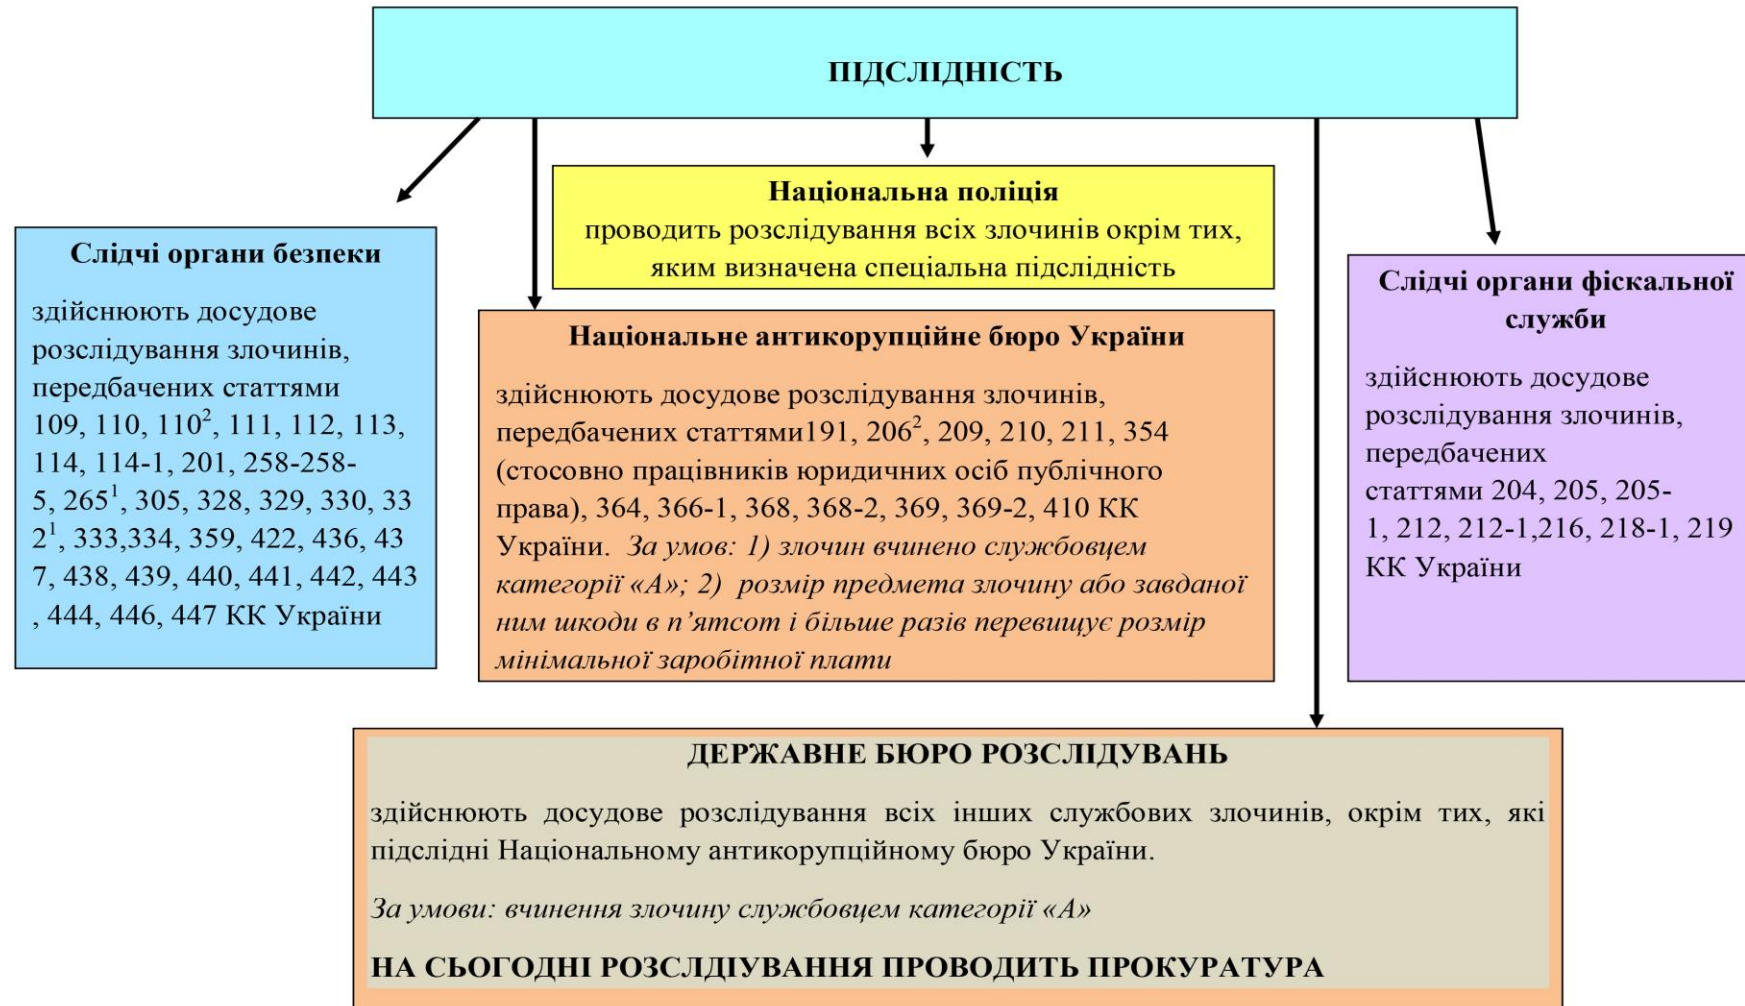 ПІДСЛІДНІСТЬ
Національна поліція
проводить розслідування всіх злочинів окрім тих,
яким визначена спеціальна підслідність
Слідчі органи безпеки
здійснюють досудове
розслідування злочинів,
передбачених статтями
109, 110, 110², 111, 112, 113,
114, 114-1, 201, 258-258-
5, 265¹, 305, 328, 329, 330, 33
2¹, 333,334, 359, 422, 436, 43
7, 438, 439, 440, 441, 442, 443
, 444, 446, 447 КК України
Національне антикорупційне бюро України
здійснюють досудове розслідування злочинів,
передбачених статтями191, 206², 209, 210, 211, 354
(стосовно працівників юридичних осіб публічного
права), 364, 366-1, 368, 368-2, 369, 369-2, 410 КК
України. За умов: 1) злочин вчинено службовцем
категорії «А»; 2) розмір предмета злочину або завданої
ним шкоди в п’ятсот і більше разів перевищує розмір
мінімальної заробітної плати
Слідчі органи фіскальної
служби
здійснюють досудове
розслідування злочинів,
передбачених
статтями 204, 205, 205-
1, 212, 212-1,216, 218-1, 219
КК України
ДЕРЖАВНЕ БЮРО РОЗСЛІДУВАНЬ
здійснюють досудове розслідування всіх інших службових злочинів, окрім тих, які
підслідні Національному антикорупційному бюро України.
За умови: вчинення злочину службовцем категорії «А»
НА СЬОГОДНІ РОЗСЛДІУВАННЯ ПРОВОДИТЬ ПРОКУРАТУРА